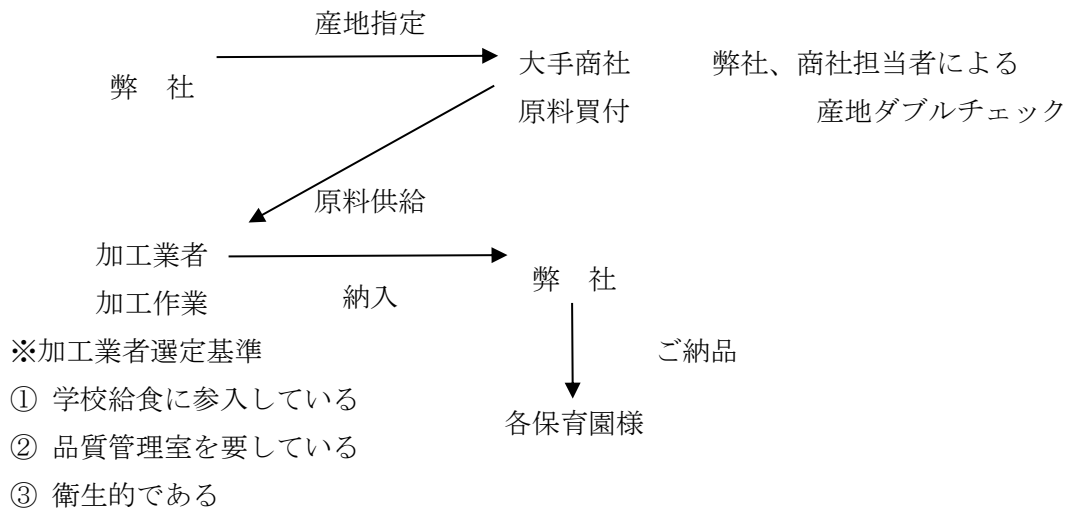 産地指定
弊 社
大手商社
弊社、商社担当者による
原料買付
産地ダブルチェック
原料供給
加工業者
加工作業
納入
弊 社
※加工業者選定基準
ご納品
① 学校給食に参入している
② 品質管理室を要している
③ 衛生的である
各保育園様